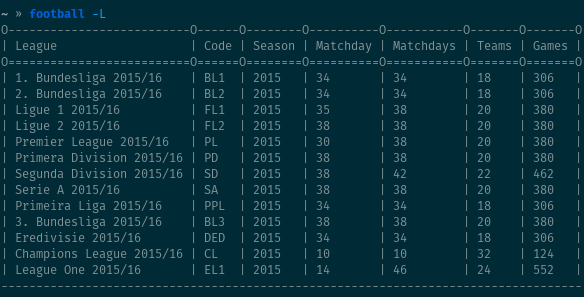 ~ » football -L
O--------------------------O------O--------O----------O-----------O-------O-------O
| League                   | Code | Season | Matchday | Matchdays | Teams | Games |
O==========================O======O========O==========O===========O=======O=======O
| 1. Bundesliga 2015/16    | BL1  | 2015   | 34       | 34        | 18    | 306   |
| 2. Bundesliga 2015/16    | BL2  | 2015   | 34       | 34        | 18    | 306   |
| Ligue 1 2015/16          | FL1  | 2015   | 35       | 38        | 20    | 380   |
| Ligue 2 2015/16          | FL2  | 2015   | 38       | 38        | 20    | 380   |
| Premier League 2015/16   | PL   | 2015   | 30       | 38        | 20    | 380   |
| Primera Division 2015/16 | PD   | 2015   | 38       | 38        | 20    | 380   |
| Segunda Division 2015/16 | SD   | 2015   | 38       | 42        | 22    | 462   |
| Serie A 2015/16          | SA   | 2015   | 38       | 38        | 20    | 380   |
| Primeira Liga 2015/16    | PPL  | 2015   | 34       | 34        | 18    | 306   |
| 3. Bundesliga 2015/16    | BL3  | 2015   | 38       | 38        | 20    | 380   |
| Eredivisie 2015/16       | DED  | 2015   | 34       | 34        | 18    | 306   |
| Champions League 2015/16 | CL   | 2015   | 10       | 10        | 32    | 124   |
| League One 2015/16       | EL1  | 2015   | 14       | 46        | 24    | 552   |
-----------------------------------------------------------------------------------